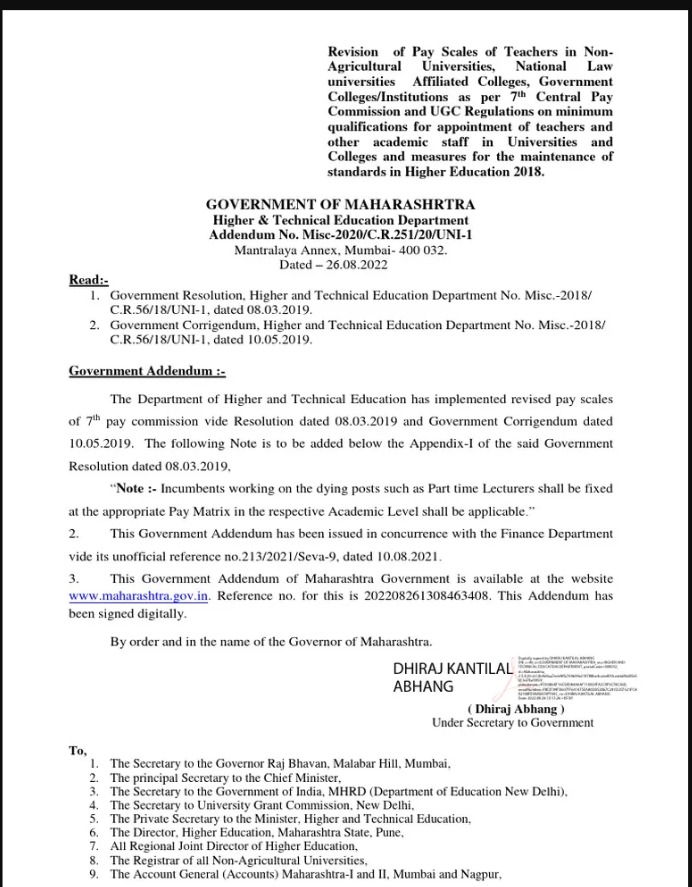 Revision of Pay Scales of Teachers in Non-
Agricultural Universities, National Law
universities Affiliated Colleges, Government
Colleges/Institutions as per 7th Central Pay
Commission and UGC Regulations on minimum
qualifications for appointment of teachers and
other academic staff in Universities and
Colleges and measures for the maintenance of
standards in Higher Education 2018.
GOVERNMENT OF MAHARASHRTRA
Higher & Technical Education Department
Addendum No. Misc-2020/C.R.251/20/UNI-1
Mantralaya Annex, Mumbai- 400 032.
Dated – 26.08.2022
Read:-
1. Government Resolution, Higher and Technical Education Department No. Misc.-2018/
C.R.56/18/UNI-1, dated 08.03.2019.
2. Government Corrigendum, Higher and Technical Education Department No. Misc.-2018/
C.R.56/18/UNI-1, dated 10.05.2019.
Government Addendum :-
The Department of Higher and Technical Education has implemented revised pay scales
of 7th pay commission vide Resolution dated 08.03.2019 and Government Corrigendum dated
10.05.2019. The following Note is to be added below the Appendix-I of the said Government
Resolution dated 08.03.2019,
“Note :- Incumbents working on the dying posts such as Part time Lecturers shall be fixed
at the appropriate Pay Matrix in the respective Academic Level shall be applicable.”
2. This Government Addendum has been issued in concurrence with the Finance Department
vide its unofficial reference no.213/2021/Seva-9, dated 10.08.2021.
3. This Government Addendum of Maharashtra Government is available at the website
www.maharashtra.gov.in. Reference no. for this is 202208261308463408. This Addendum has
been signed digitally.
By order and in the name of the Governor of Maharashtra.
DHIRAJ KANTILAL
ABHANG
( Dhiraj Abhang )
Under Secretary to Government
To,
1. The Secretary to the Governor Raj Bhavan, Malabar Hill, Mumbai,
2. The principal Secretary to the Chief Minister,
3. The Secretary to the Government of India, MHRD (Department of Education New Delhi),
4. The Secretary to University Grant Commission, New Delhi,
5. The Private Secretary to the Minister, Higher and Technical Education,
6. The Director, Higher Education, Maharashtra State, Pune,
7. All Regional Joint Director of Higher Education,
8. The Registrar of all Non-Agricultural Universities,
9. The Account General (Accounts) Maharashtra-I and II, Mumbai and Nagpur,